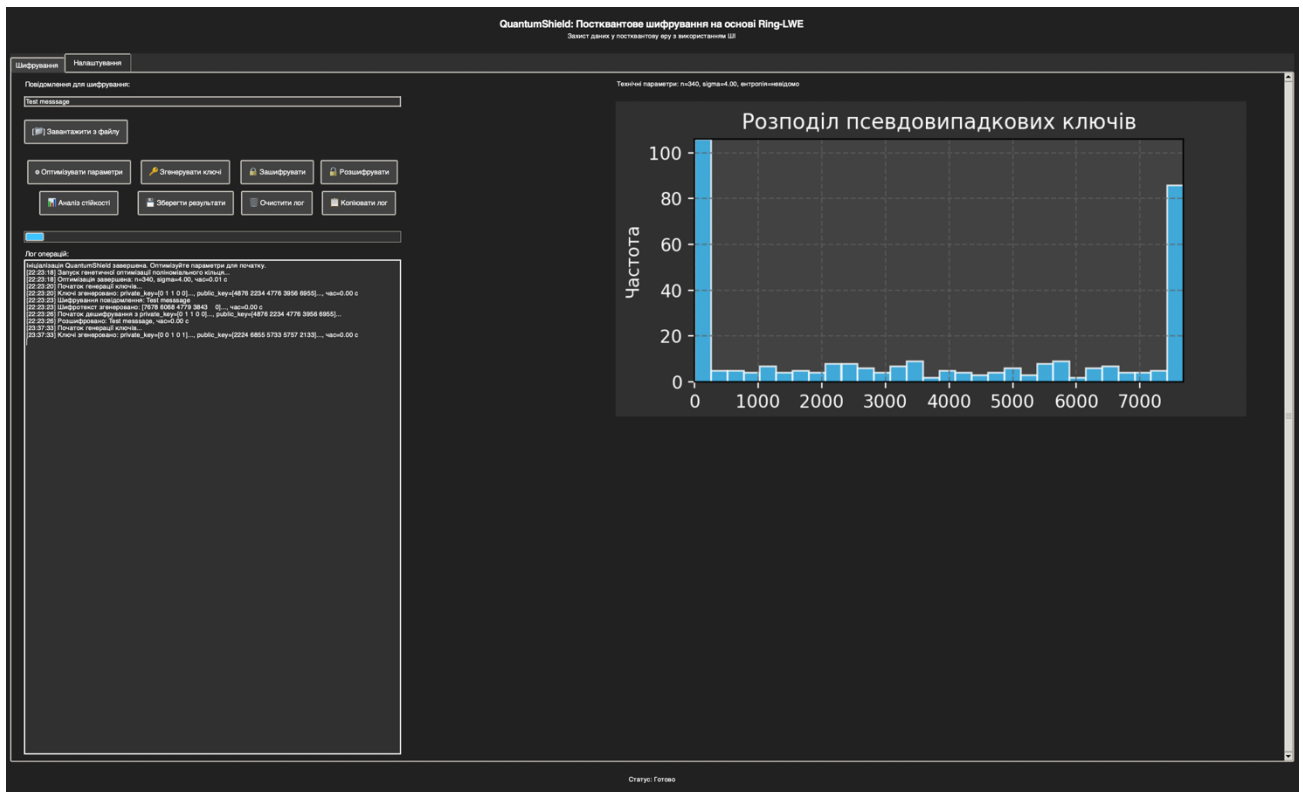 QuantumShield: Постквантове шифрування на основі Ring-LWE
Захист даних у постквантову еру з використанням ШІ
Шифрування
Налаштування
Повідомлення для шифрування:
Test messsage
Завантажити з файлу
Оптимізувати параметри
Згенерувати ключі
Зашифрувати
Розшифрувати
Аналіз стійкості
Зберегти результати
Очистити лог
Копіювати лог
Лог операцій:
Ініціалізація QuantumShield завершена. Оптимізуйте параметри для початку.
[22:23:18] Запуск генетичної оптимізації поліноміального кільця...
[22:23:18] Оптимізація завершена: n=340, sigma=4.00, час=0.01 с
[22:23:20] Початок генерації ключів...
[22:23:20] Ключі згенеровано: private_key=[0 1 1 0 0]..., public_key=[4876 2234 4776 3956 6955]..., час=0.00 с
[22:23:23] Шифрування повідомлення: Test messsage
[22:23:23] Шифротекст згенеровано: [7678 6068 4779 3843 0]..., час=0.00 с
[22:23:26] Початок дешифрування з private_key=[0 1 1 0 0]..., public_key=[4876 2234 4776 3956 6955]...
[22:23:26] Розшифровано: Test messsage, час=0.00 с
[23:37:33] Початок генерації ключів...
[23:37:33] Ключі згенеровано: private_key=[0 0 1 0 1]..., public_key=[2224 6855 5733 5757 2133]..., час=0.00 с
Технічні параметри: n=340, sigma=4.00, ентропія=невідомо
Розподіл псевдовипадкових ключів
Частота
100
80
60
40
20
0
0 1000 2000 3000 4000 5000 6000 7000
Статус: Готово